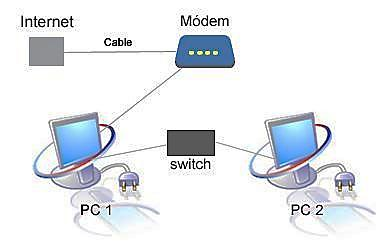 Internet
Módem
Cable
switch
PC 1
PC 2